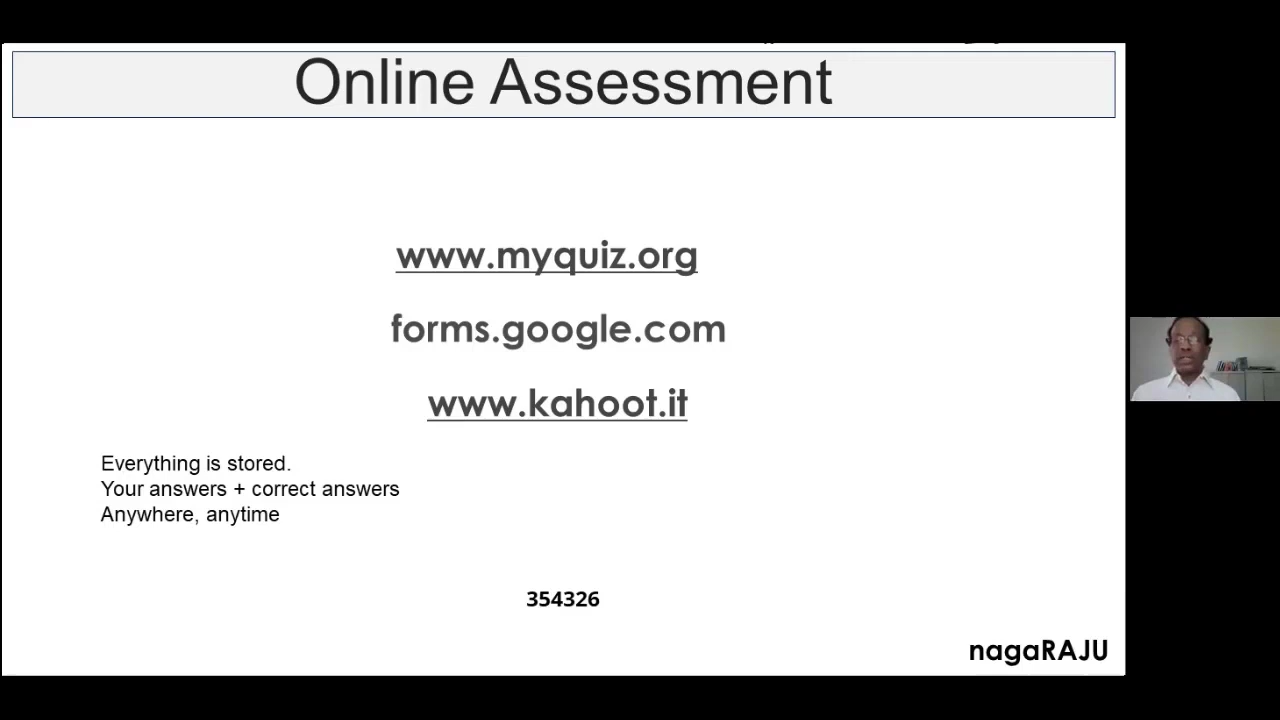 Online Assessment
www.myquiz.org
forms.google.com
www.kahoot.it
Everything is stored.
Your answers + correct answers
Anywhere, anytime
354326
nagaRAJU